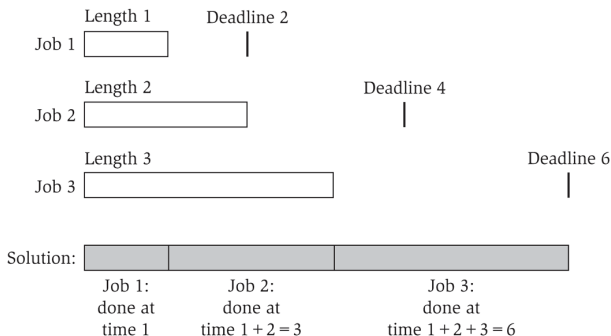 Length 1 Deadline 2
Job 1
Length 2 Deadline 4
Job 2
Length 3 Deadline 6
Job 3
Solution:
Job 1: Job 2: Job 3:
done at done at done at
time 1 time 1 + 2 = 3 time 1 + 2 + 3 = 6